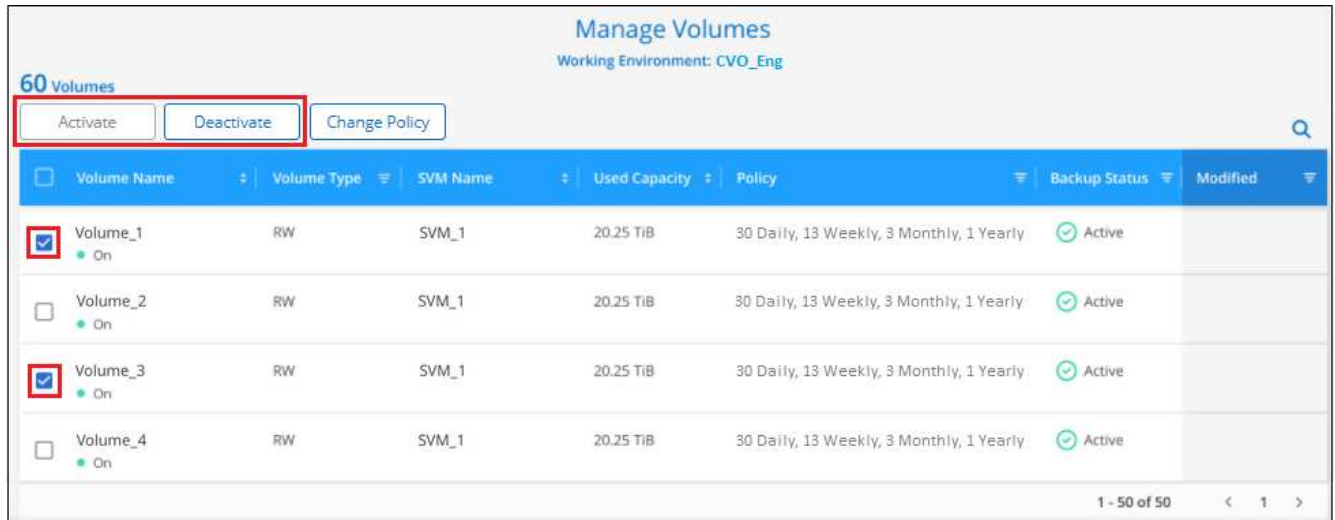 Manage Volumes
Working Environment: CVO_Eng
60 Volumes
Activate Deactivate Change Policy
Volume Name Volume Type SVM Name Used Capacity Policy Backup Status Modified
Volume_1 RW SVM_1 20.25 TiB 30 Daily, 13 Weekly, 3 Monthly, 1 Yearly Active
On
Volume_2 RW SVM_1 20.25 TiB 30 Daily, 13 Weekly, 3 Monthly, 1 Yearly Active
On
Volume_3 RW SVM_1 20.25 TiB 30 Daily, 13 Weekly, 3 Monthly, 1 Yearly Active
On
Volume_4 RW SVM_1 20.25 TiB 30 Daily, 13 Weekly, 3 Monthly, 1 Yearly Active
On
1 - 50 of 50 < 1 >